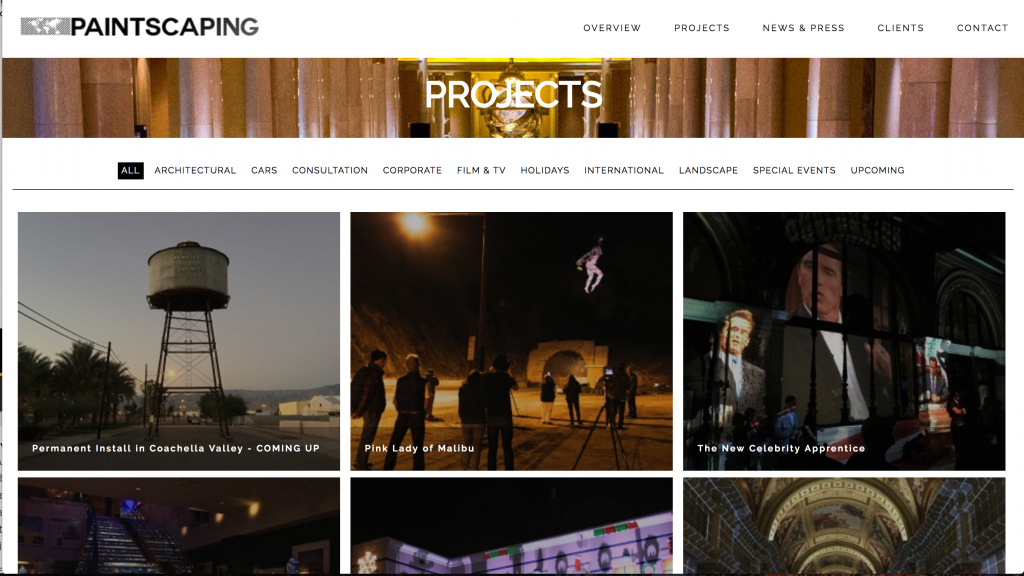 PAINTSCAPING
OVERVIEW PROJECTS NEWS & PRESS CLIENTS CONTACT
PROJECTS
ALL ARCHITECTURAL CARS CONSULTATION CORPORATE FILM & TV HOLIDAYS INTERNATIONAL LANDSCAPE SPECIAL EVENTS UPCOMING
Permanent Install in Coachella Valley - COMING UP
Pink Lady of Malibu
The New Celebrity Apprentice